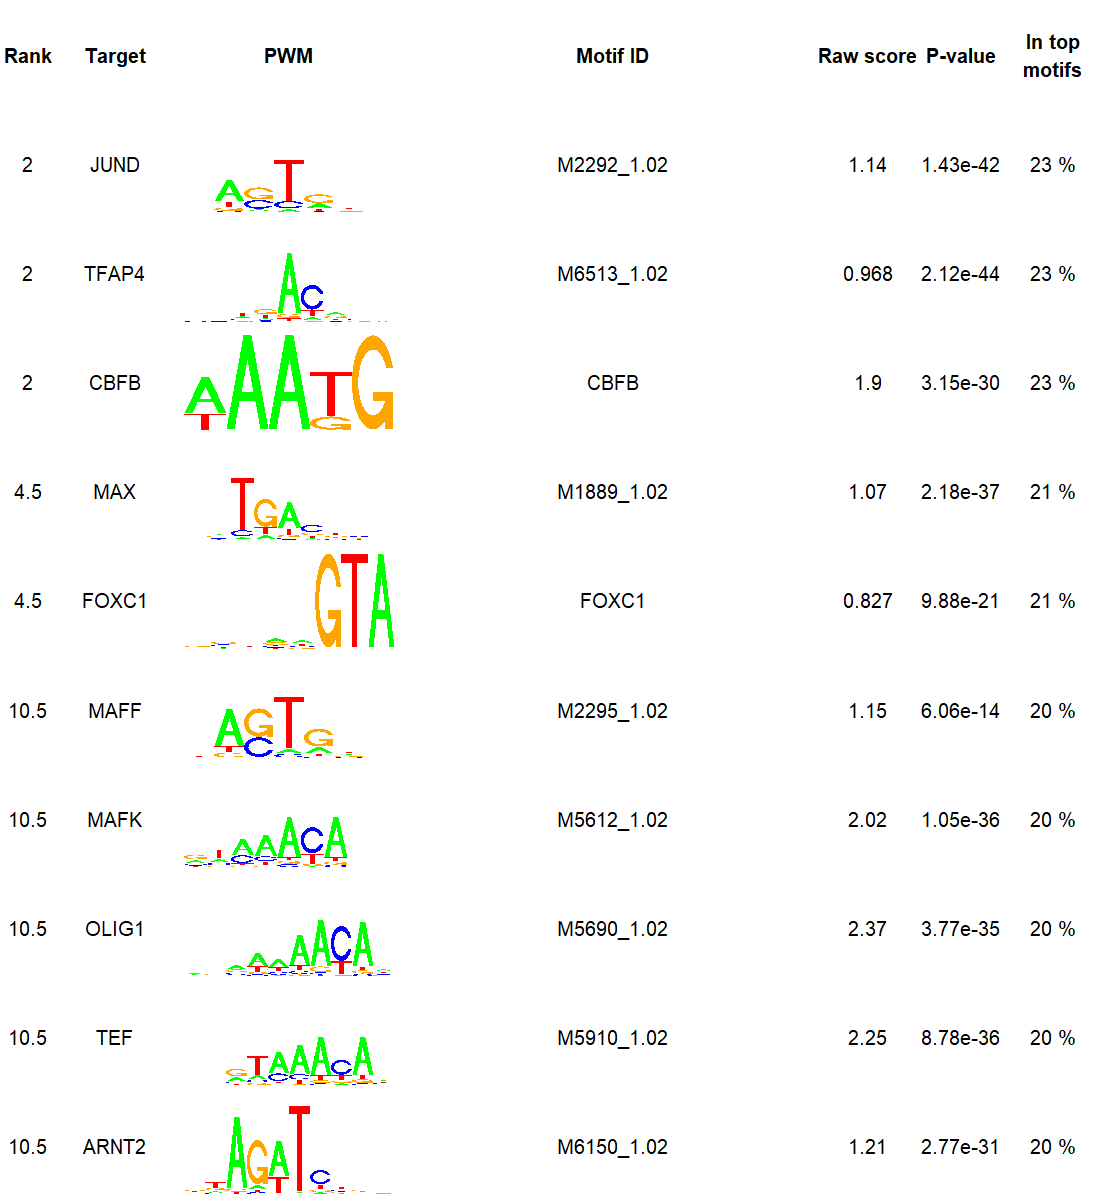 Rank Target PWM Motif ID Raw score P-value In top motifs
2 JUND M2292_1.02 1.14 1.43e-42 23 %
2 TFAP4 M6513_1.02 0.968 2.12e-44 23 %
2 CBFB CBFB 1.9 3.15e-30 23 %
4.5 MAX M1889_1.02 1.07 2.18e-37 21 %
4.5 FOXC1 FOXC1 0.827 9.88e-21 21 %
10.5 MAFF M2295_1.02 1.15 6.06e-14 20 %
10.5 MAFK M5612_1.02 2.02 1.05e-36 20 %
10.5 OLIG1 M5690_1.02 2.37 3.77e-35 20 %
10.5 TEF M5910_1.02 2.25 8.78e-36 20 %
10.5 ARNT2 M6150_1.02 1.21 2.77e-31 20 %